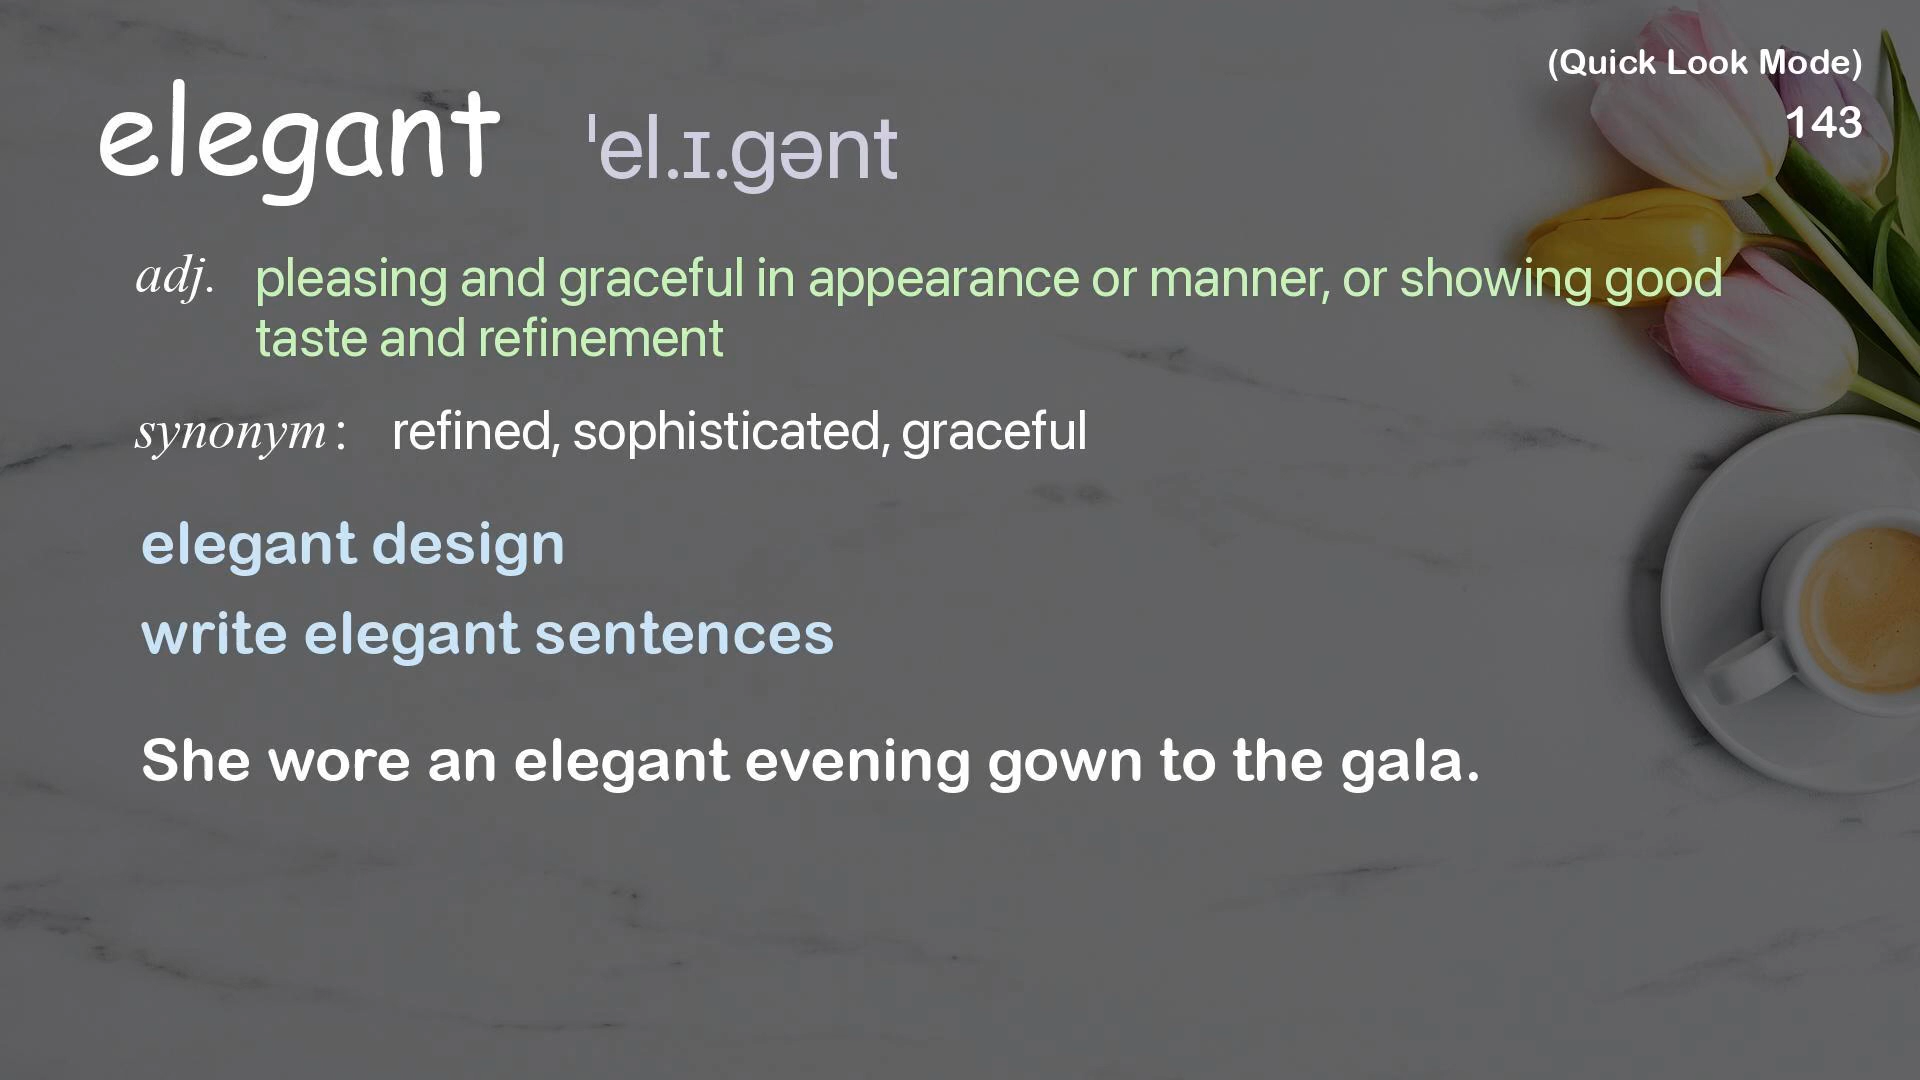 (Quick Look Mode)
143
elegant ˈel.ɪ.gənt
adj. pleasing and graceful in appearance or manner, or showing good
taste and refinement
synonym: refined, sophisticated, graceful
elegant design
write elegant sentences
She wore an elegant evening gown to the gala.